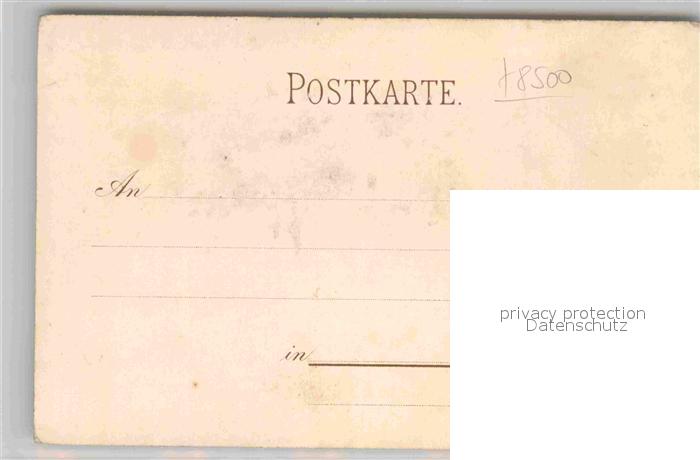 POSTKARTE.
+8500
An
in
privacy protection
Datenschutz